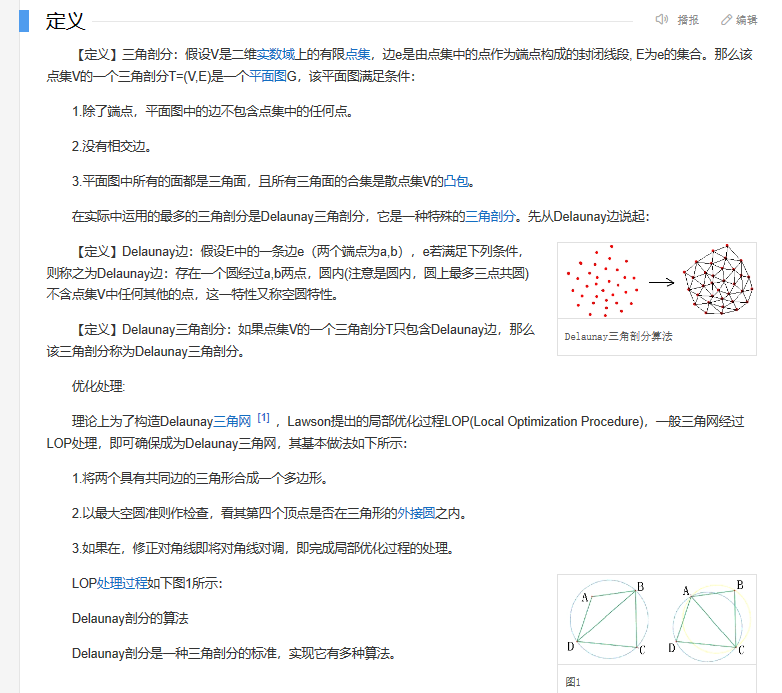 定义
播报
编辑
【定义】三角剖分：假设V是二维实数域上的有限点集，边e是由点集中的点作为端点构成的封闭线段, E为e的集合。那么该
点集V的一个三角剖分T=(V,E)是一个平面图G，该平面图满足条件：
1.除了端点，平面图中的边不包含点集中的任何点。
2.没有相交边。
3.平面图中所有的面都是三角面，且所有三角面的合集是散点集V的凸包。
在实际中运用的最多的三角剖分是Delaunay三角剖分，它是一种特殊的三角剖分。先从Delaunay边说起：
【定义】Delaunay边：假设E中的一条边e（两个端点为a,b），e若满足下列条件，
则称之为Delaunay边：存在一个圆经过a,b两点，圆内(注意是圆内，圆上最多三点共圆)
不含点集V中任何其他的点，这一特性又称空圆特性。
Delaunay三角剖分算法
【定义】Delaunay三角剖分：如果点集V的一个三角剖分T只包含Delaunay边，那么
该三角剖分称为Delaunay三角剖分。
优化处理:
理论上为了构造Delaunay三角网 [1] ，Lawson提出的局部优化过程LOP(Local Optimization Procedure)，一般三角网经过
LOP处理，即可确保成为Delaunay三角网，其基本做法如下所示：
1.将两个具有共同边的三角形合成一个多边形。
2.以最大空圆准则作检查，看其第四个顶点是否在三角形的外接圆之内。
3.如果在，修正对角线即将对角线对调，即完成局部优化过程的处理。
LOP处理过程如下图1所示：
Delaunay剖分的算法
Delaunay剖分是一种三角剖分的标准，实现它有多种算法。
A
B
C
D
A
B
C
D
图1